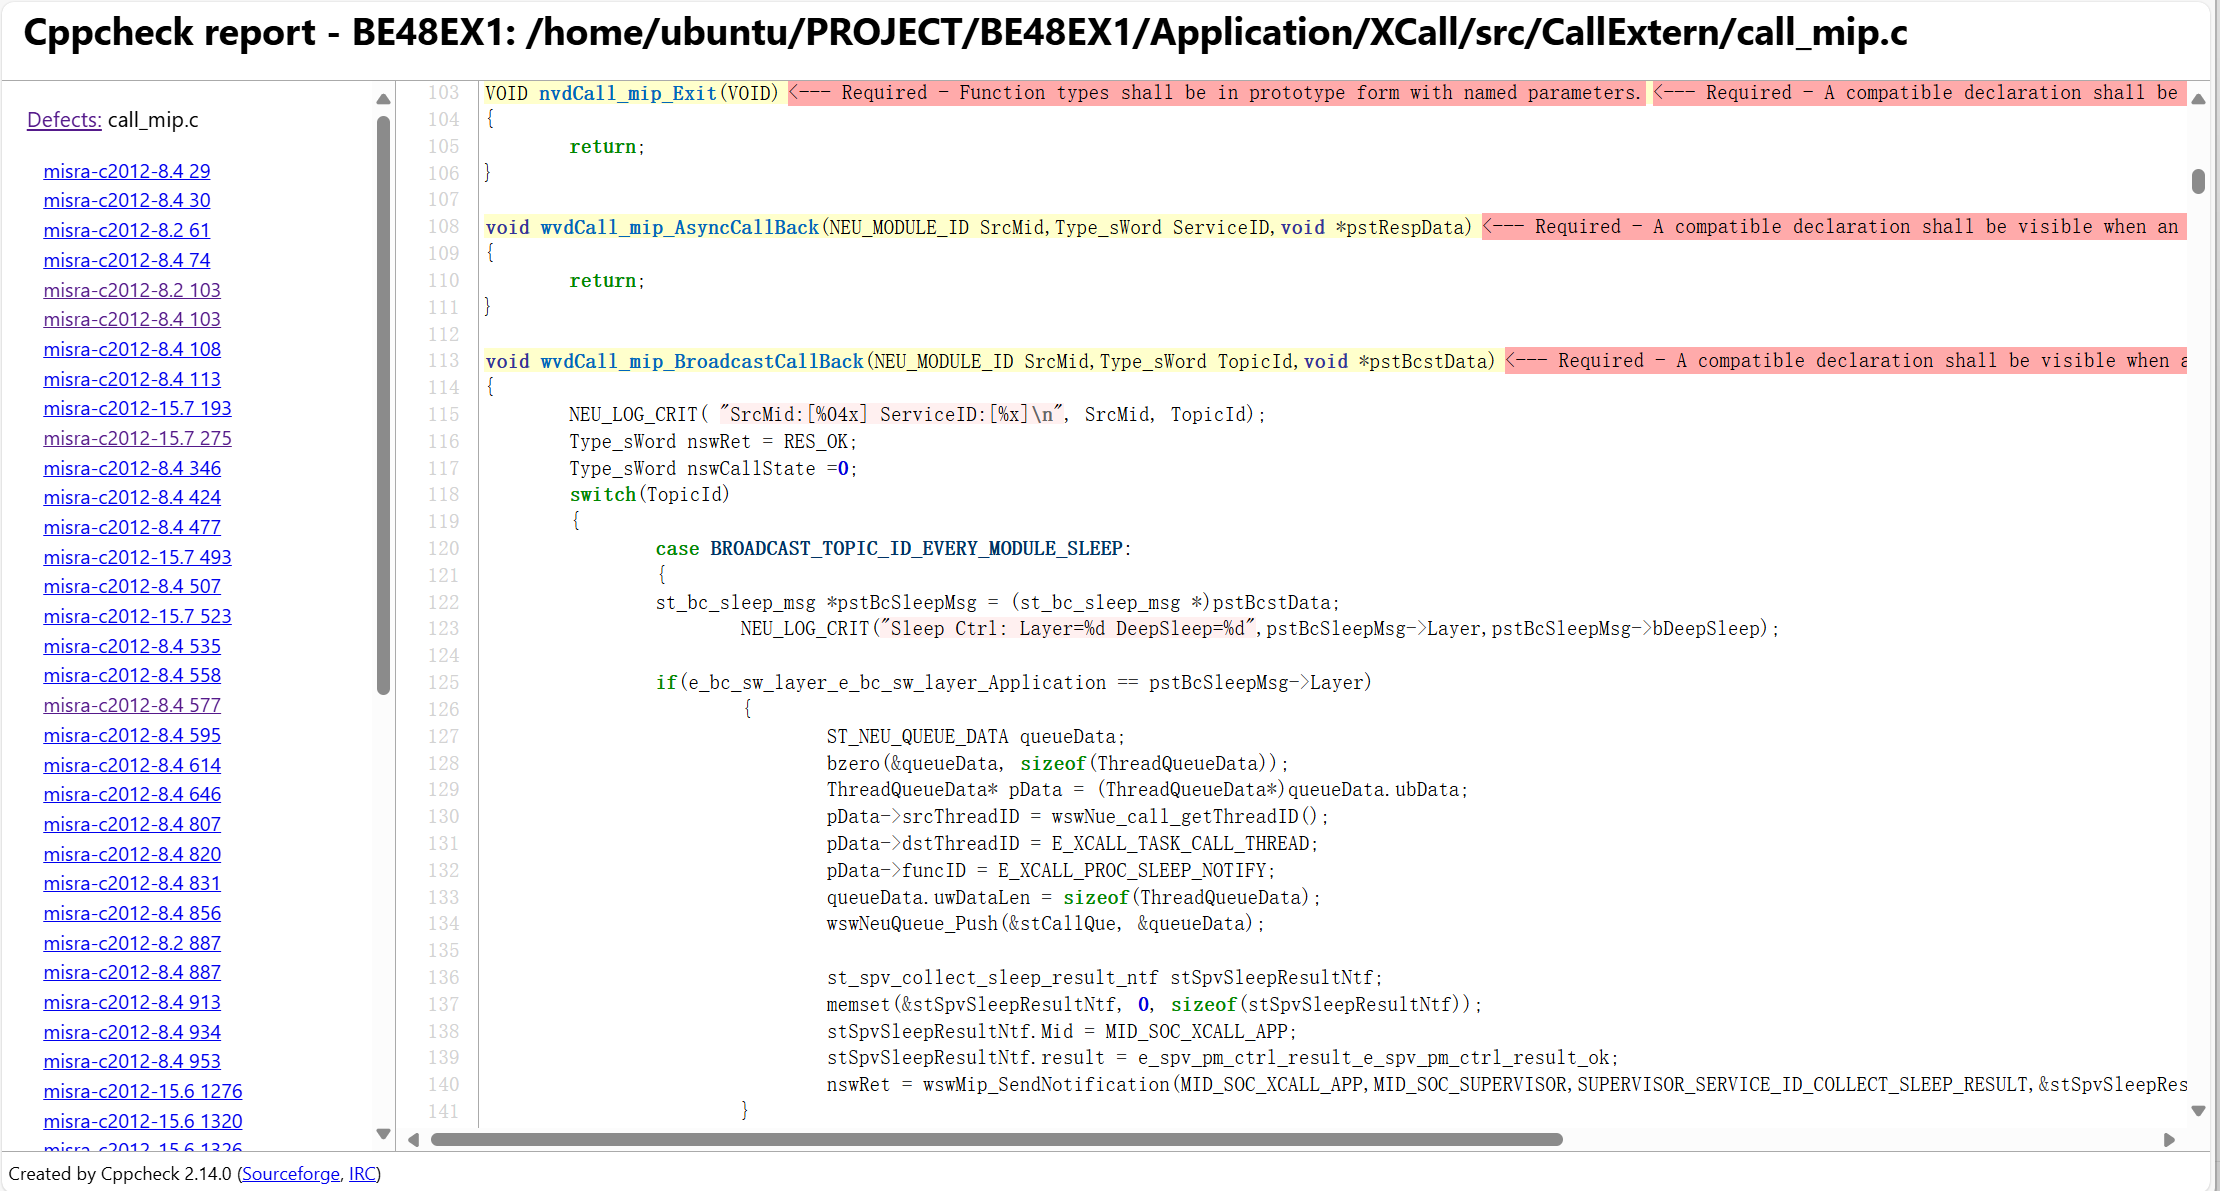 Cppcheck report - BE48EX1: /home/ubuntu/PROJECT/BE48EX1/Application/XCall/src/CallExtern/call_mip.c
Defects: call_mip.c
misra-c2012-8.4 29
misra-c2012-8.4 30
misra-c2012-8.2 61
misra-c2012-8.4 74
misra-c2012-8.2 103
misra-c2012-8.4 103
misra-c2012-8.4 108
misra-c2012-8.4 113
misra-c2012-15.7 193
misra-c2012-15.7 275
misra-c2012-8.4 346
misra-c2012-8.4 424
misra-c2012-8.4 477
misra-c2012-15.7 493
misra-c2012-8.4 507
misra-c2012-15.7 523
misra-c2012-8.4 535
misra-c2012-8.4 558
misra-c2012-8.4 577
misra-c2012-8.4 595
misra-c2012-8.4 614
misra-c2012-8.4 646
misra-c2012-8.4 807
misra-c2012-8.4 820
misra-c2012-8.4 831
misra-c2012-8.4 856
misra-c2012-8.2 887
misra-c2012-8.4 887
misra-c2012-8.4 913
misra-c2012-8.4 934
misra-c2012-8.4 953
misra-c2012-15.6 1276
misra-c2012-15.6 1320
misra-c2012-15.6 1326
103 VOID nvdCall_mip_Exit(VOID) <--- Required - Function types shall be in prototype form with named parameters. <--- Required - A compatible declaration shall be
104 {
105 return;
106 }
107
108 void wvdCall_mip_AsyncCallBack(NEU_MODULE_ID SrcMid,Type_sWord ServiceID,void *pstRespData) <--- Required - A compatible declaration shall be visible when an
109 {
110 return;
111 }
112
113 void wvdCall_mip_BroadcastCallBack(NEU_MODULE_ID SrcMid,Type_sWord TopicId,void *pstBcstData) <--- Required - A compatible declaration shall be visible when a
114 {
115 NEU_LOG_CRIT( "SrcMid:[%04x] ServiceID:[%x]\n", SrcMid, TopicId);
116 Type_sWord nswRet = RES_OK;
117 Type_sWord nswCallState =0;
118 switch(TopicId)
119 {
120 case BROADCAST_TOPIC_ID_EVERY_MODULE_SLEEP:
121 {
122 st_bc_sleep_msg *pstBcSleepMsg = (st_bc_sleep_msg *)pstBcstData;
123 NEU_LOG_CRIT("Sleep Ctrl: Layer=%d DeepSleep=%d",pstBcSleepMsg->Layer,pstBcSleepMsg->bDeepSleep);
124
125 if(e_bc_sw_layer_e_bc_sw_layer_Application == pstBcSleepMsg->Layer)
126 {
127 ST_NEU_QUEUE_DATA queueData;
128 bzero(&queueData, sizeof(ThreadQueueData));
129 ThreadQueueData* pData = (ThreadQueueData*)queueData.ubData;
130 pData->srcThreadID = wswNue_call_getThreadID();
131 pData->dstThreadID = E_XCALL_TASK_CALL_THREAD;
132 pData->funcID = E_XCALL_PROC_SLEEP_NOTIFY;
133 queueData.uwDataLen = sizeof(ThreadQueueData);
134 wswNeuQueue_Push(&stCallQue, &queueData);
135
136 st_spv_collect_sleep_result_ntf stSpvSleepResultNtf;
137 memset(&stSpvSleepResultNtf, 0, sizeof(stSpvSleepResultNtf));
138 stSpvSleepResultNtf.Mid = MID_SOC_XCALL_APP;
139 stSpvSleepResultNtf.result = e_spv_pm_ctrl_result_e_spv_pm_ctrl_result_ok;
140 nswRet = wswMip_SendNotification(MID_SOC_XCALL_APP,MID_SOC_SUPERVISOR,SUPERVISOR_SERVICE_ID_COLLECT_SLEEP_RESULT,&stSpvSleepRes
141 }
Created by Cppcheck 2.14.0 (Sourceforge, IRC)